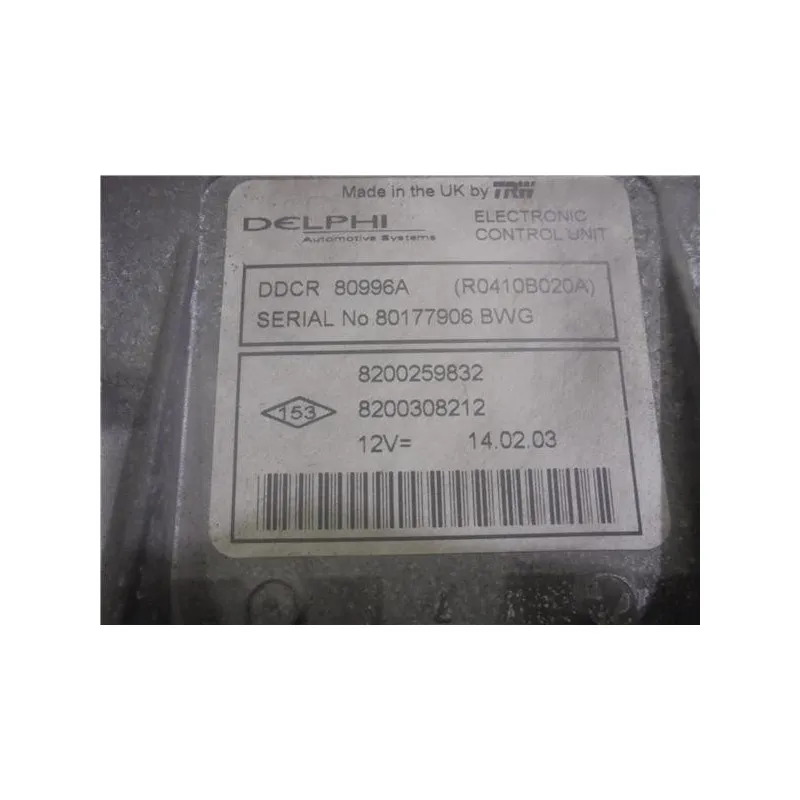 Made in the UK by TRW
DELPHI
Automotive Systems
ELECTRONIC
CONTROL UNIT
DDCR 80996A (R0410B020A)
SERIAL No 80177906 BWG
8200259832
153 8200308212
12V= 14.02.03